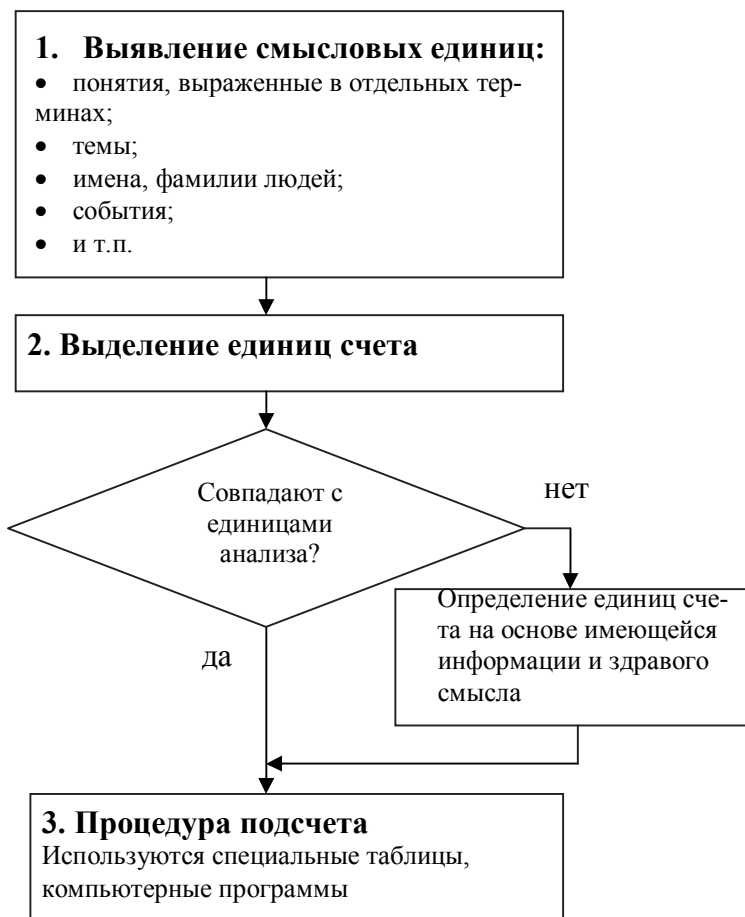 1. Выявление смысловых единиц:
• понятия, выраженные в отдельных тер-
минах;
• темы;
• имена, фамилии людей;
• события;
• и т.п.
2. Выделение единиц счета
Совпадают с
единицами
анализа?
нет
Определение единиц сче-
та на основе имеющейся
информации и здравого
смысла
да
3. Процедура подсчета
Используются специальные таблицы,
компьютерные программы